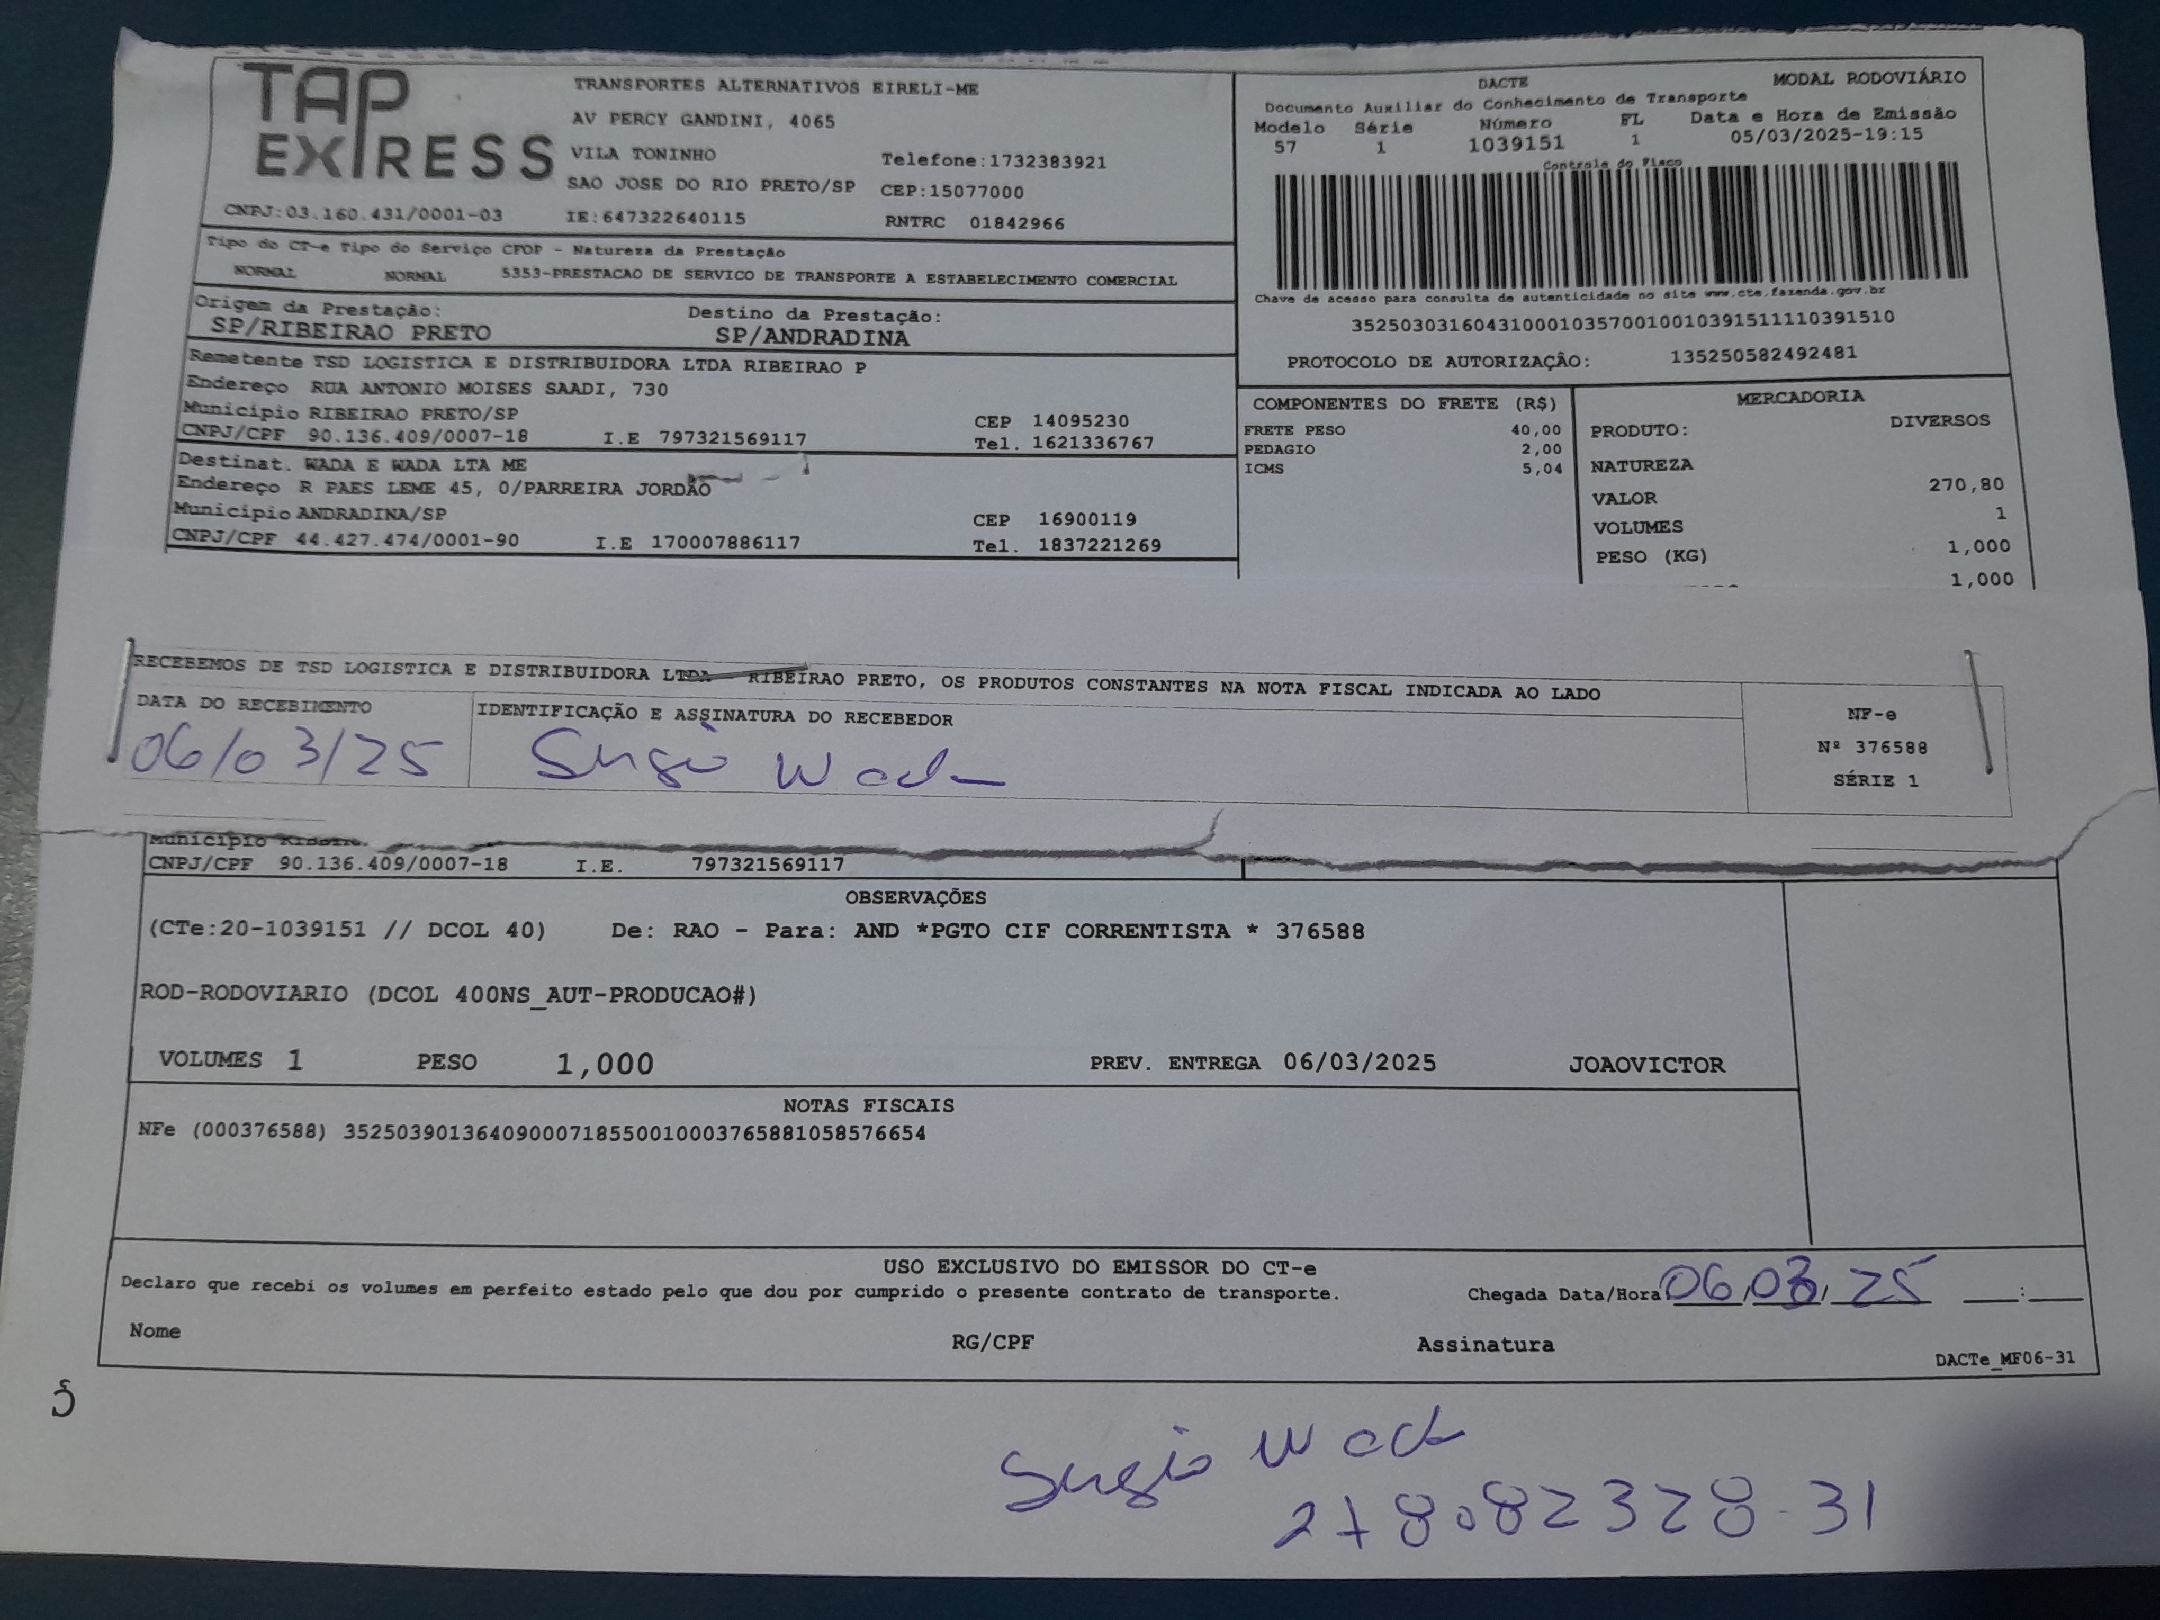 TAP EXPRESS
TRANSPORTES ALTERNATIVOS EIRELI-ME
AV PERCY GANDINI, 4065
VILA TONINHO Telefone:1732383921
SAO JOSE DO RIO PRETO/SP CEP:15077000
CNPJ:03.160.431/0001-03 IE:647322640115 RNTRC 01842966
DACTE MODAL RODOVIÁRIO
Documento Auxiliar do Conhecimento de Transporte
Modelo Série Número FL Data e Hora de Emissão
57 1 1039151 1 05/03/2025-19:15
Controle do Fisco
Chave de acesso para consulta de autenticidade no site www.cte.fazenda.gov.br
35250303160431000103570010010391511110391510
PROTOCOLO DE AUTORIZAÇÃO: 135250582492481
Tipo do CT-e Tipo do Serviço CFOP - Natureza da Prestação
NORMAL NORMAL 5353-PRESTACAO DE SERVICO DE TRANSPORTE A ESTABELECIMENTO COMERCIAL
Origem da Prestação: Destino da Prestação:
SP/RIBEIRAO PRETO SP/ANDRADINA
Remetente TSD LOGISTICA E DISTRIBUIDORA LTDA RIBEIRAO P
Endereço RUA ANTONIO MOISES SAADI, 730
Município RIBEIRAO PRETO/SP CEP 14095230
CNPJ/CPF 90.136.409/0007-18 I.E 797321569117 Tel. 1621336767
Destinat. WADA E WADA LTA ME
Endereço R PAES LEME 45, 0/PARREIRA JORDÃO
Município ANDRADINA/SP CEP 16900119
CNPJ/CPF 44.427.474/0001-90 I.E 170007886117 Tel. 1837221269
COMPONENTES DO FRETE (R$)
FRETE PESO 40,00
PEDAGIO 2,00
ICMS 5,04
MERCADORIA
PRODUTO: DIVERSOS
NATUREZA
VALOR 270,80
VOLUMES 1
PESO (KG) 1,000
1,000
RECEBEMOS DE TSD LOGISTICA E DISTRIBUIDORA LTDA - RIBEIRAO PRETO, OS PRODUTOS CONSTANTES NA NOTA FISCAL INDICADA AO LADO
DATA DO RECEBIMENTO IDENTIFICAÇÃO E ASSINATURA DO RECEBEDOR
06/03/25 Sergio Wada
NF-e
Nº 376588
SÉRIE 1
Município
CNPJ/CPF 90.136.409/0007-18 I.E. 797321569117
OBSERVAÇÕES
(CTe:20-1039151 // DCOL 40) De: RAO - Para: AND *PGTO CIF CORRENTISTA * 376588
ROD-RODOVIARIO (DCOL 400NS_AUT-PRODUCAO#)
VOLUMES 1 PESO 1,000 PREV. ENTREGA 06/03/2025 JOAOVICTOR
NOTAS FISCAIS
NFe (000376588) 35250390136409000718550010003765881058576654
USO EXCLUSIVO DO EMISSOR DO CT-e
Declaro que recebi os volumes em perfeito estado pelo que dou por cumprido o presente contrato de transporte. Chegada Data/Hora 06/03/25 __:__
Nome RG/CPF Assinatura
DACTe_MF06-31
Sergio Wada
278.82328-31